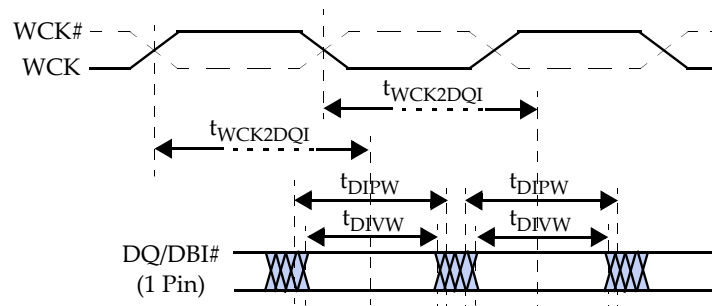 WCK#
WCK
tWCK2DQI
tWCK2DQI
tDIPW
tDIPW
tDIVW
tDIVW
DQ/DBI#
(1 Pin)